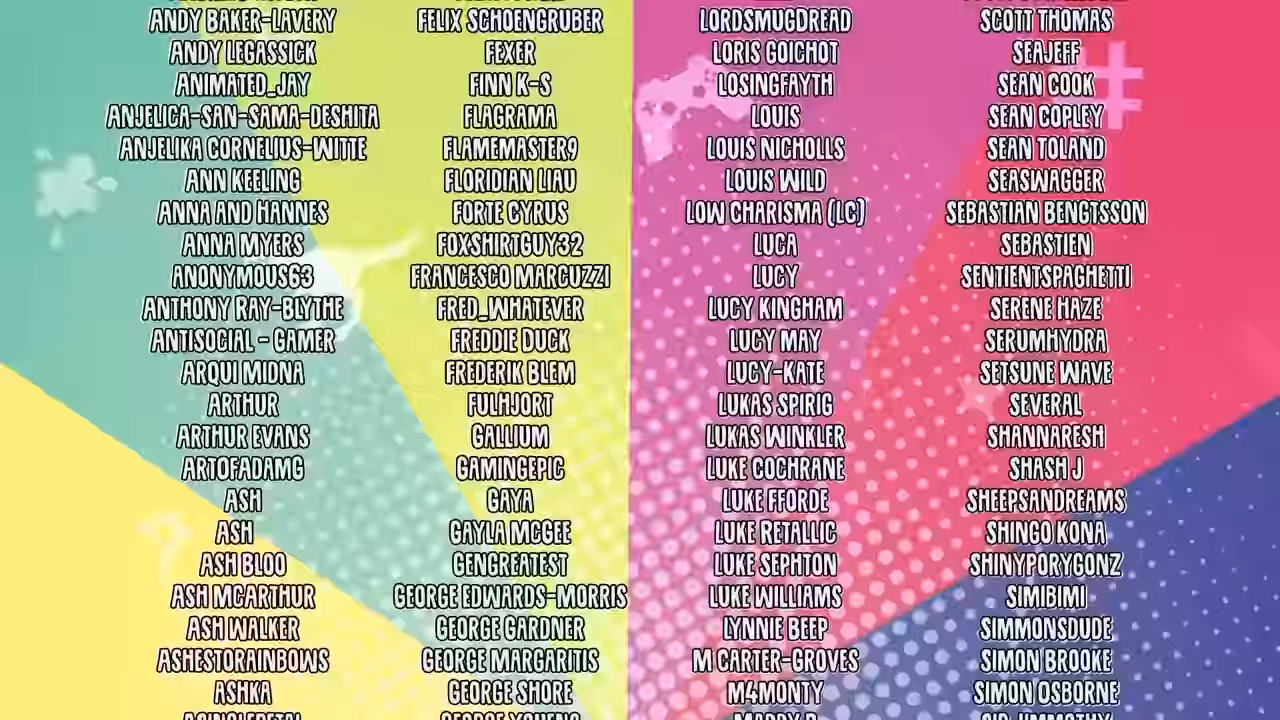 ANDY BAKER-LAVERY
ANDY LEGASSICK
ANIMATED_JAY
ANJELICA-SAN-SAMA-DESHITA
ANJELIKA CORNELIUS-WITTE
ANN KEELING
ANNA AND HANNES
ANNA MYERS
ANONYMOUS63
ANTHONY RAY-BLYTHE
ANTISOCIAL - GAMER
ARQUI MIDNA
ARTHUR
ARTHUR EVANS
ARTOFADAMG
ASH
ASH
ASH BLOO
ASH MCARTHUR
ASH WALKER
ASHESTORAINBOWS
ASHKA
FELIX SCHOENGRUBER
FEXER
FINN K-S
FLAGRAMA
FLAMEMASTER9
FLORIDIAN LIAU
FORTE CYRUS
FOXSHIRTGUY32
FRANCESCO MARCUZZI
FRED_WHATEVER
FREDDIE DUCK
FREDERIK BLEM
FULHJORT
GALLIUM
GAMINGEPIC
GAYA
GAYLA MCGEE
GENGREATEST
GEORGE EDWARDS-MORRIS
GEORGE GARDNER
GEORGE MARGARITIS
GEORGE SHORE
GEORGE
LORDSMUGDREAD
LORIS GOICHOT
LOSINGFAYTH
LOUIS
LOUIS NICHOLLS
LOUIS WILD
LOW CHARISMA (LC)
LUCA
LUCY
LUCY KINGHAM
LUCY MAY
LUCY-KATE
LUKAS SPIRIG
LUKAS WINKLER
LUKE COCHRANE
LUKE FFORDE
LUKE RETALLIC
LUKE SEPHTON
LUKE WILLIAMS
LYNNIE BEEP
M CARTER-GROVES
M4MONTY
SCOTT THOMAS
SEAJEFF
SEAN COOK
SEAN COPLEY
SEAN TOLAND
SEASWAGGER
SEBASTIAN BENGTSSON
SEBASTIEN
SENTIENTSPAGHETTI
SERENE HAZE
SERUMHYDRA
SETSUNE WAVE
SEVERAL
SHANNARESH
SHASH J
SHEEPSANDREAMS
SHINGO KONA
SHINYPORYGONZ
SIMIBIMI
SIMMONSDUDE
SIMON BROOKE
SIMON OSBORNE